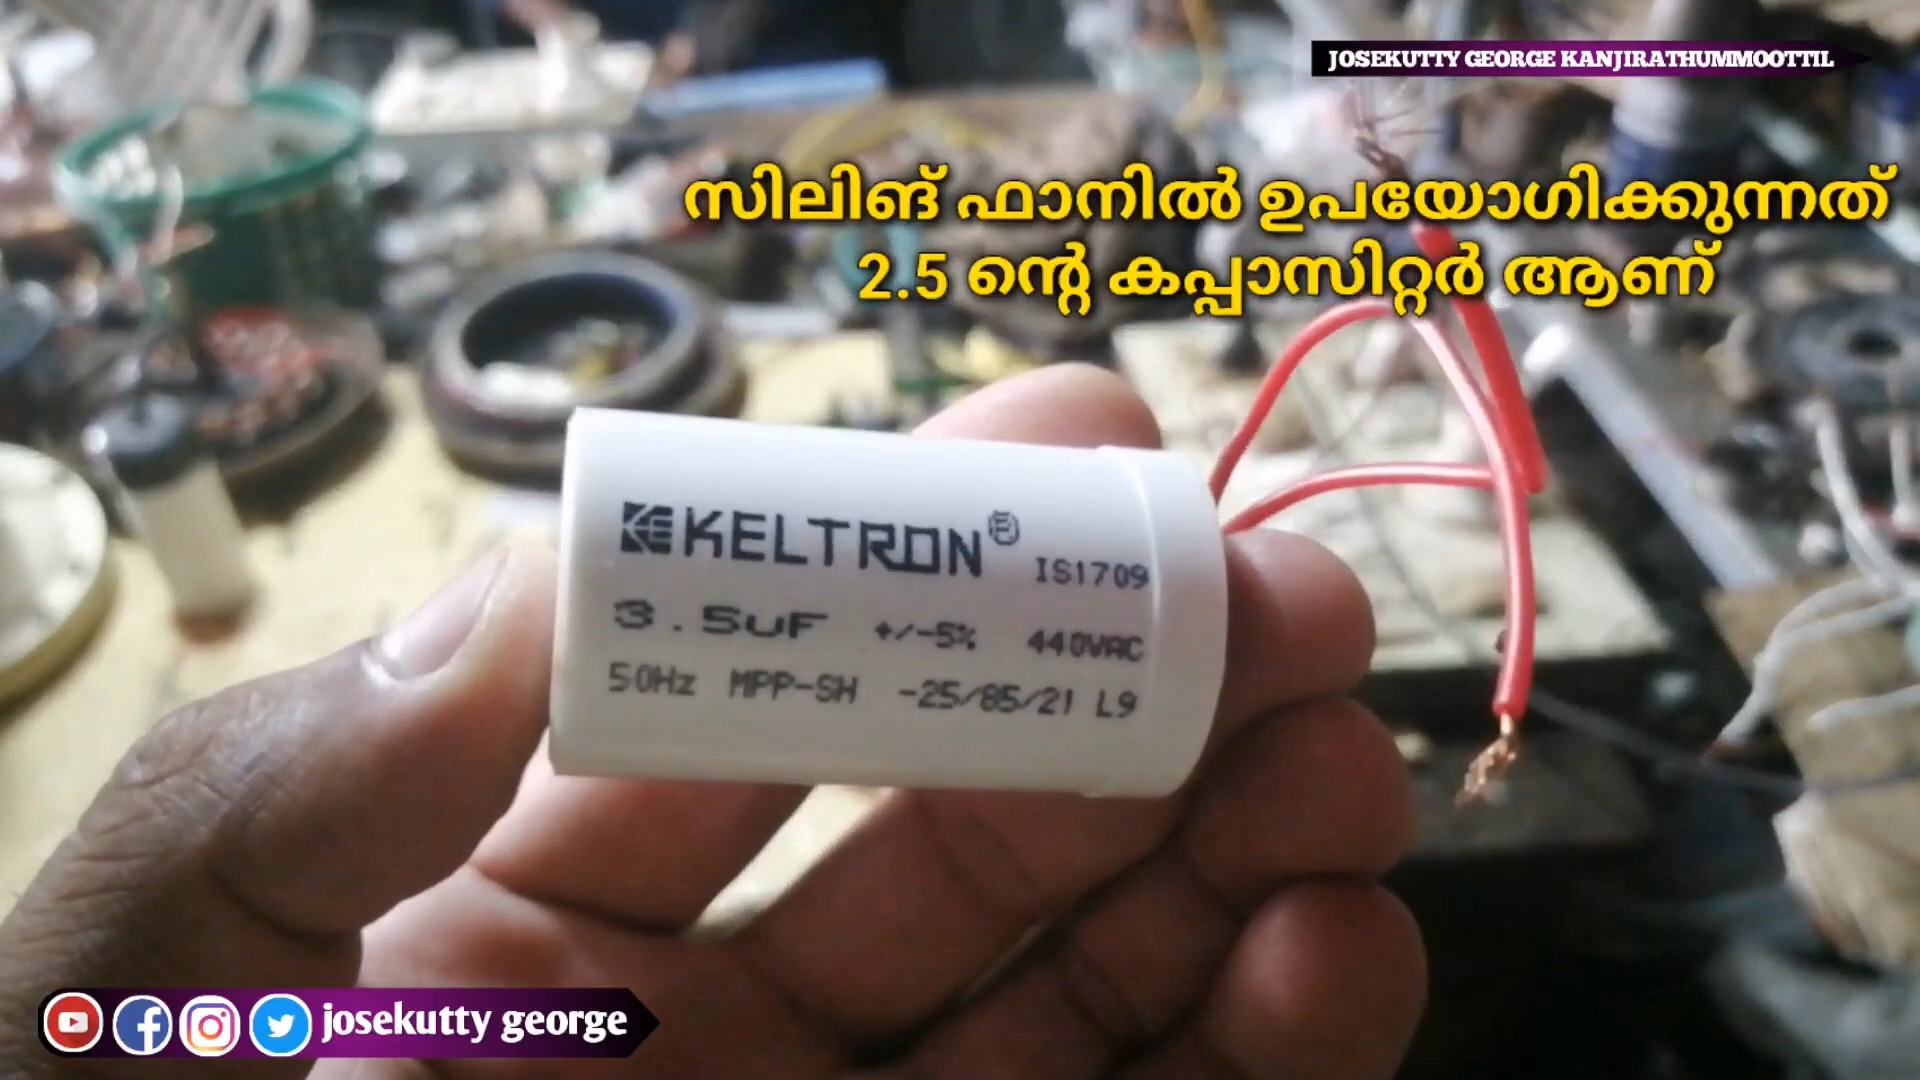 JOSEKUTTY GEORGE KANJIRATHUMMOOTTIL
സിലിങ് ഫാനിൽ ഉപയോഗിക്കുന്നത്
2.5 ന്റെ കപ്പാസിറ്റർ ആണ്
KELTRON® IS1709
3.5uF +/-5% 440VAC
50Hz MPP-SH -25/85/21 L9
josekutty george